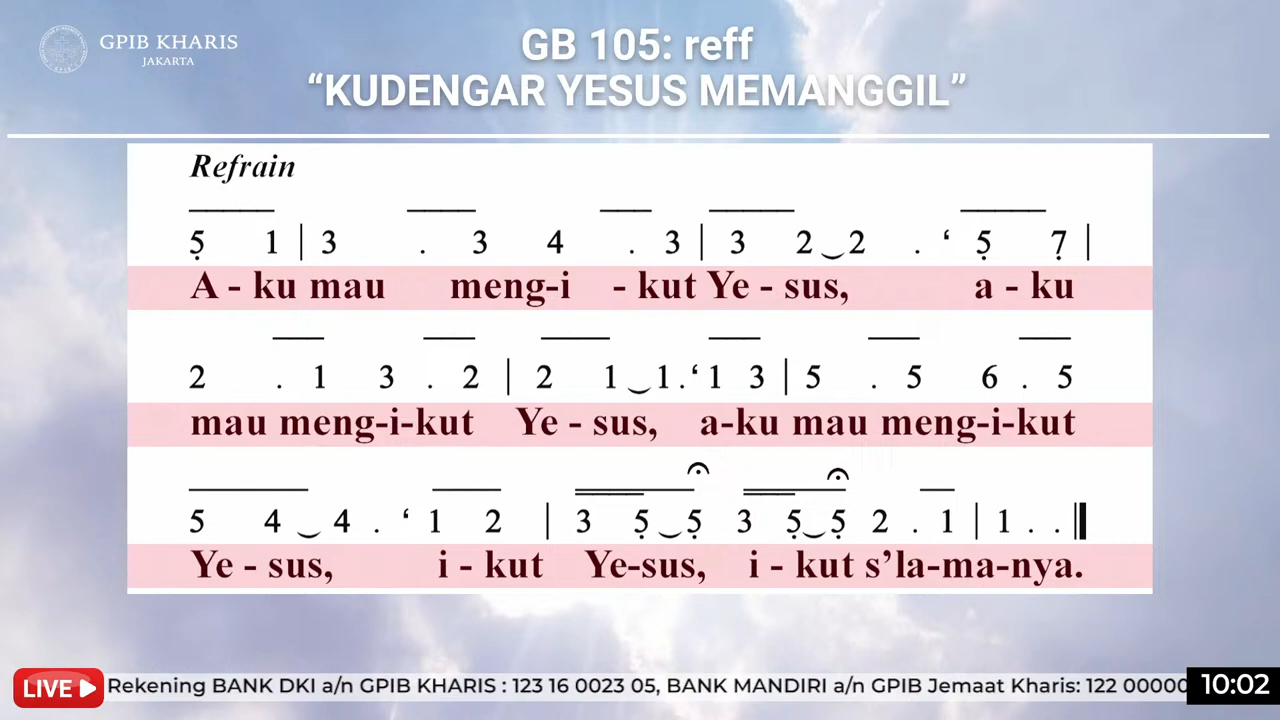 GPIB KHARIS
JAKARTA
GB 105: reff
“KUDENGAR YESUS MEMANGGIL”
Refrain
5̣ 1 | 3 . 3 4 . 3 | 3 2‿2 . ‘ 5̣ 7̣ |
A - ku mau meng-i - kut Ye - sus, a - ku
2 . 1 3 . 2 | 2 1‿1 . ‘ 1 3 | 5 . 5 6 . 5
mau meng-i-kut Ye - sus, a-ku mau meng-i-kut
5 4‿4 . ‘ 1 2 | 3 5̣‿5̣ 3 5̣‿5̣ 2 . 1 | 1 . . ||
Ye - sus, i - kut Ye-sus, i - kut s’la-ma-nya.
LIVE Rekening BANK DKI a/n GPIB KHARIS : 123 16 0023 05, BANK MANDIRI a/n GPIB Jemaat Kharis: 122 00000 10:02